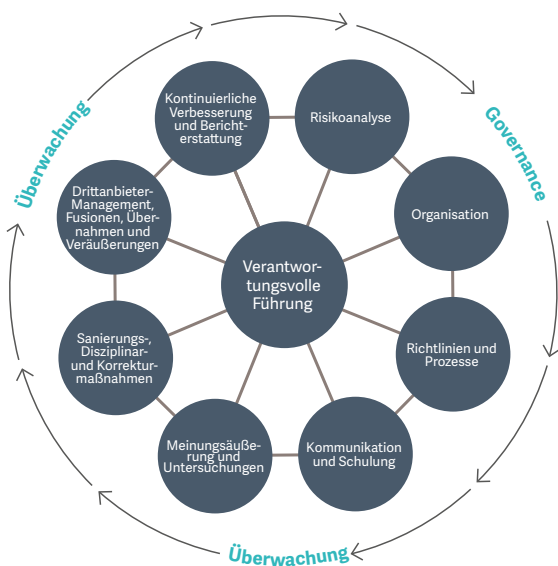 Kontinuierliche
Verbesserung
und Bericht-
erstattung
Risikoanalyse
Überwachung
Governance
Drittanbieter-
Management,
Fusionen, Über-
nahmen und
Veräußerungen
Organisation
Verantwor-
tungsvolle
Führung
Sanierungs-,
Disziplinar-
und Korrektur-
maßnahmen
Richtlinien und
Prozesse
Meinungsäuße-
rung und
Untersuchungen
Kommunikation
und Schulung
Überwachung